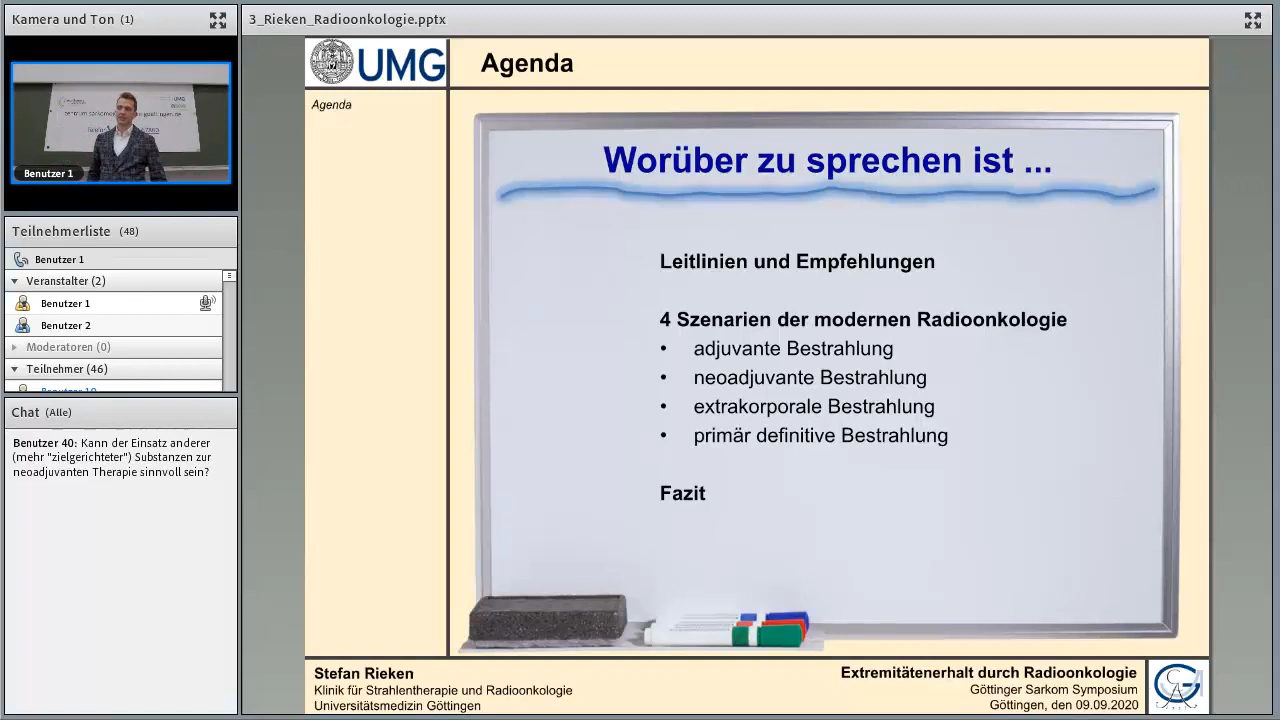 Kamera und Ton (1)
3_Rieken_Radioonkologie.pptx
Benutzer 1
Teilnehmerliste (48)
Benutzer 1
Veranstalter (2)
Benutzer 1
Benutzer 2
Moderatoren (0)
Teilnehmer (46)
Chat (Alle)
Benutzer 40: Kann der Einsatz anderer
(mehr "zielgerichteter") Substanzen zur
neoadjuvanten Therapie sinnvoll sein?
UMG
Agenda
Agenda
Worüber zu sprechen ist ...
Leitlinien und Empfehlungen
4 Szenarien der modernen Radioonkologie
• adjuvante Bestrahlung
• neoadjuvante Bestrahlung
• extrakorporale Bestrahlung
• primär definitive Bestrahlung
Fazit
Stefan Rieken
Klinik für Strahlentherapie und Radioonkologie
Universitätsmedizin Göttingen
Extremitätenerhalt durch Radioonkologie
Göttinger Sarkom Symposium
Göttingen, den 09.09.2020